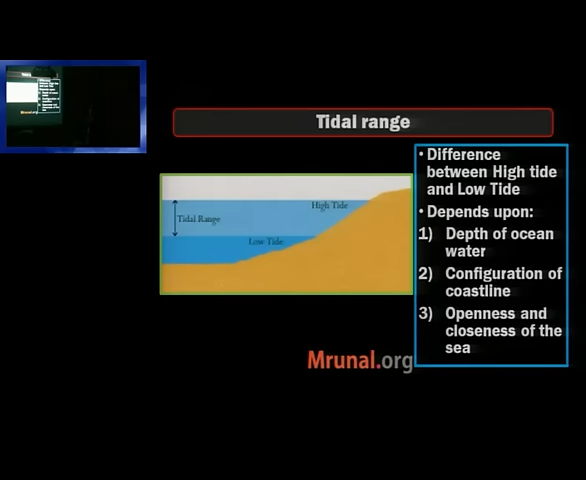 Tidal range
• Difference
between High tide
and Low Tide
• Depends upon:
1) Depth of ocean
water
2) Configuration of
coastline
3) Openness and
closeness of the
sea
High Tide
Tidal Range
Low Tide
Mrunal.org